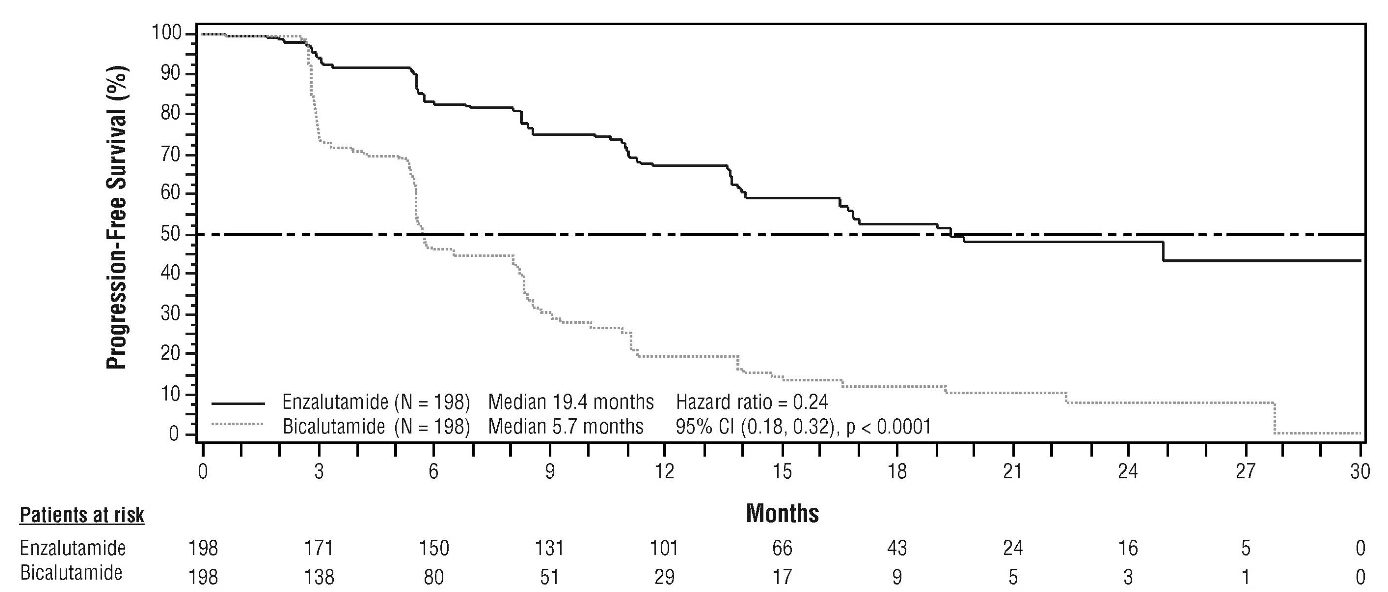 Progression-Free Survival (%)
100
90
80
70
60
50
40
30
20
10
0
Enzalutamide (N = 198) Median 19.4 months Hazard ratio = 0.24
Bicalutamide (N = 198) Median 5.7 months 95% CI (0.18, 0.32), p < 0.0001
0 3 6 9 12 15 18 21 24 27 30
Months
Patients at risk
Enzalutamide 198 171 150 131 101 66 43 24 16 5 0
Bicalutamide 198 138 80 51 29 17 9 5 3 1 0